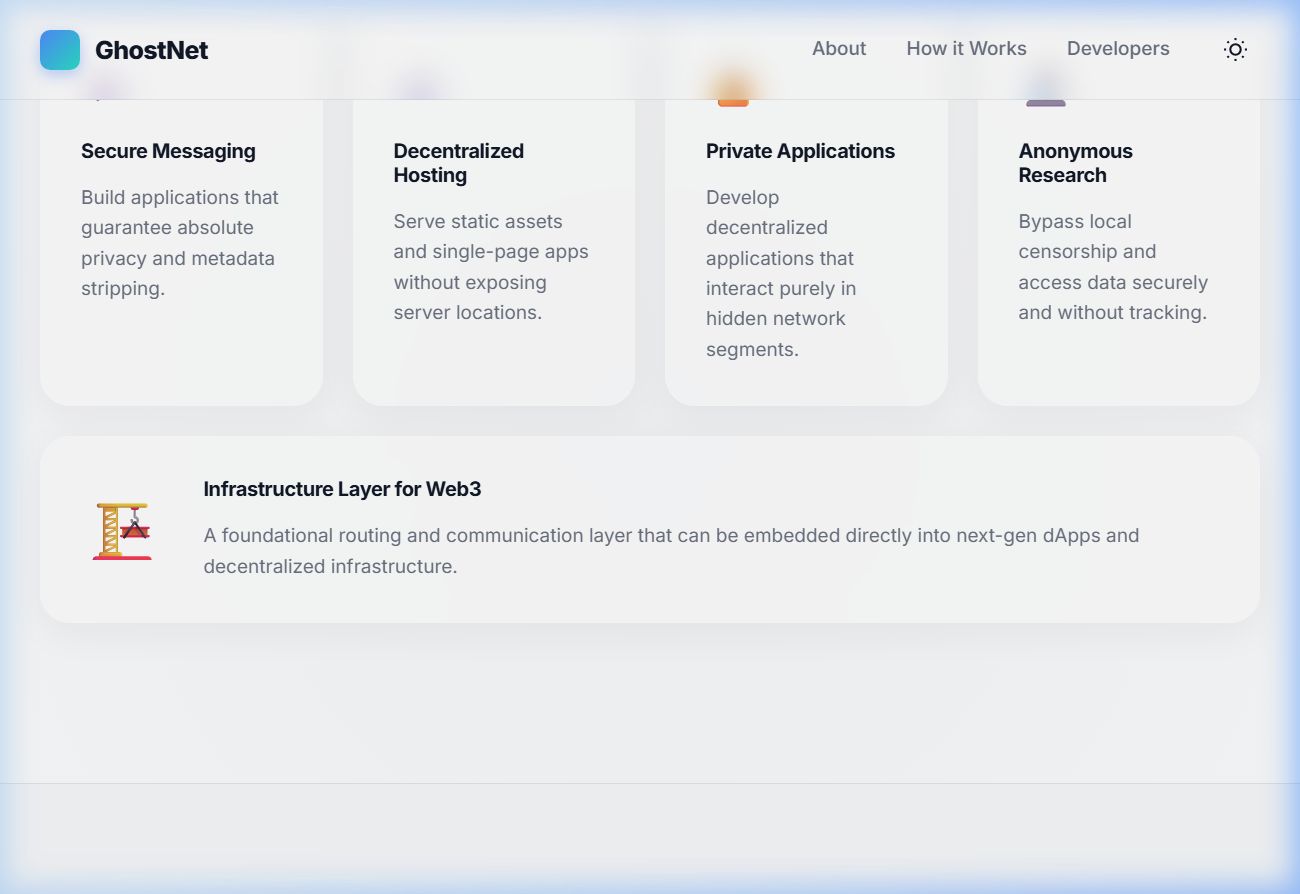 GhostNet
About
How it Works
Developers
Secure Messaging
Build applications that
guarantee absolute
privacy and metadata
stripping.
Decentralized
Hosting
Serve static assets
and single-page apps
without exposing
server locations.
Private Applications
Develop
decentralized
applications that
interact purely in
hidden network
segments.
Anonymous
Research
Bypass local
censorship and
access data securely
and without tracking.
Infrastructure Layer for Web3
A foundational routing and communication layer that can be embedded directly into next-gen dApps and
decentralized infrastructure.